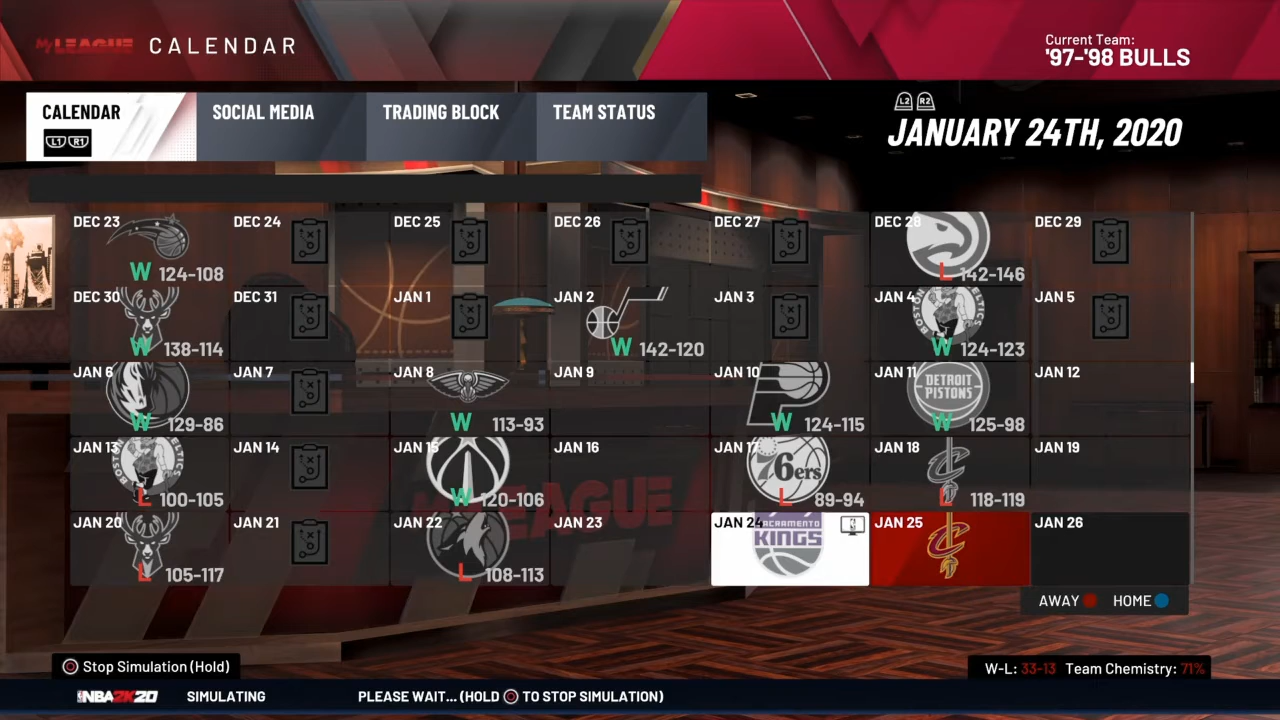 MyLEAGUE CALENDAR
Current Team:
'97-'98 BULLS
CALENDAR
L1 R1
SOCIAL MEDIA
TRADING BLOCK
TEAM STATUS
L2 R2
JANUARY 24TH, 2020
DEC 23 W 124-108
DEC 24
DEC 25
DEC 26
DEC 27
DEC 28 L 142-146
DEC 29
DEC 30 W 138-114
DEC 31
JAN 1
JAN 2 W 142-120
JAN 3
JAN 4 BOSTON CELTICS W 124-123
JAN 5
JAN 6 W 129-86
JAN 7
JAN 8 W 113-93
JAN 9
JAN 10 W 124-115
JAN 11 DETROIT PISTONS W 125-98
JAN 12
JAN 13 BOSTON CELTICS L 100-105
JAN 14
JAN 15 W 120-106
JAN 16
JAN 17 76ers L 89-94
JAN 18 L 118-119
JAN 19
JAN 20 L 105-117
JAN 21
JAN 22 L 108-113
JAN 23
JAN 24 SACRAMENTO KINGS
JAN 25
JAN 26
MyLEAGUE
AWAY HOME
Stop Simulation (Hold)
W-L: 33-13 Team Chemistry: 71%
NBA 2K20 SIMULATING PLEASE WAIT... (HOLD TO STOP SIMULATION)